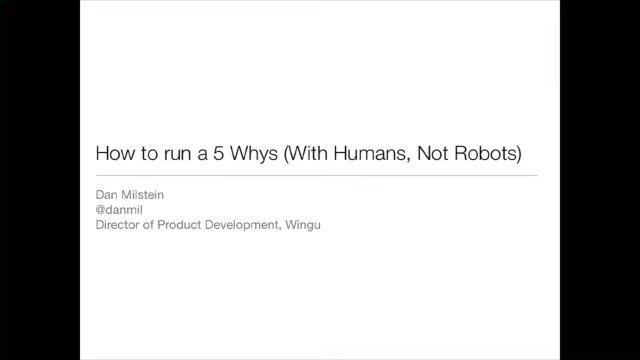 How to run a 5 Whys (With Humans, Not Robots)
Dan Milstein
@danmil
Director of Product Development, Wingu